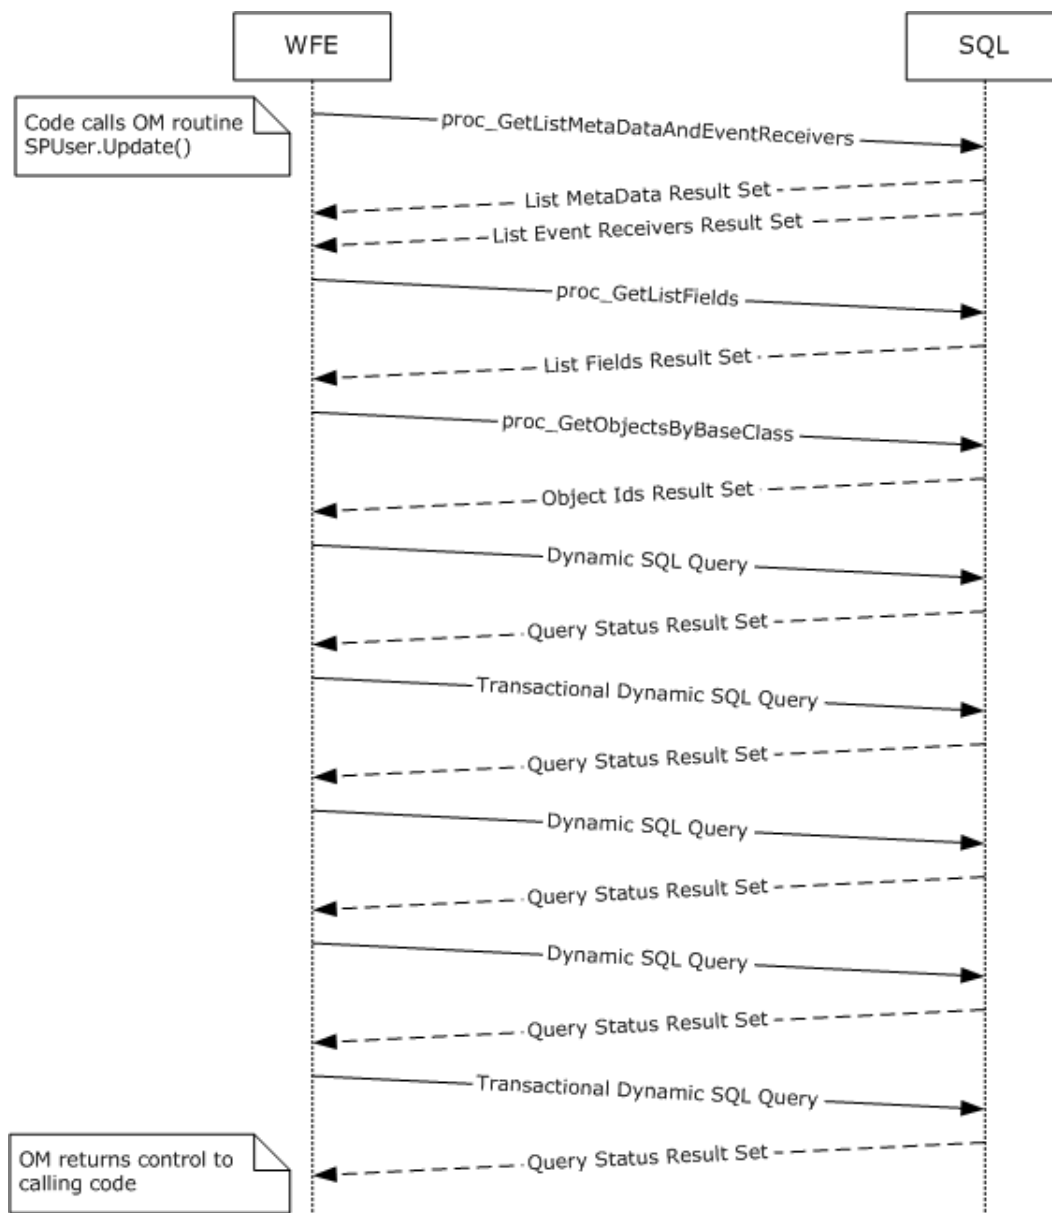 WFE
SQL
Code calls OM routine
SPUser.Update()
proc_GetListMetaDataAndEventReceivers
List MetaData Result Set
List Event Receivers Result Set
proc_GetListFields
List Fields Result Set
proc_GetObjectsByBaseClass
Object Ids Result Set
Dynamic SQL Query
Query Status Result Set
Transactional Dynamic SQL Query
Query Status Result Set
Dynamic SQL Query
Query Status Result Set
Dynamic SQL Query
Query Status Result Set
Transactional Dynamic SQL Query
Query Status Result Set
OM returns control to
calling code